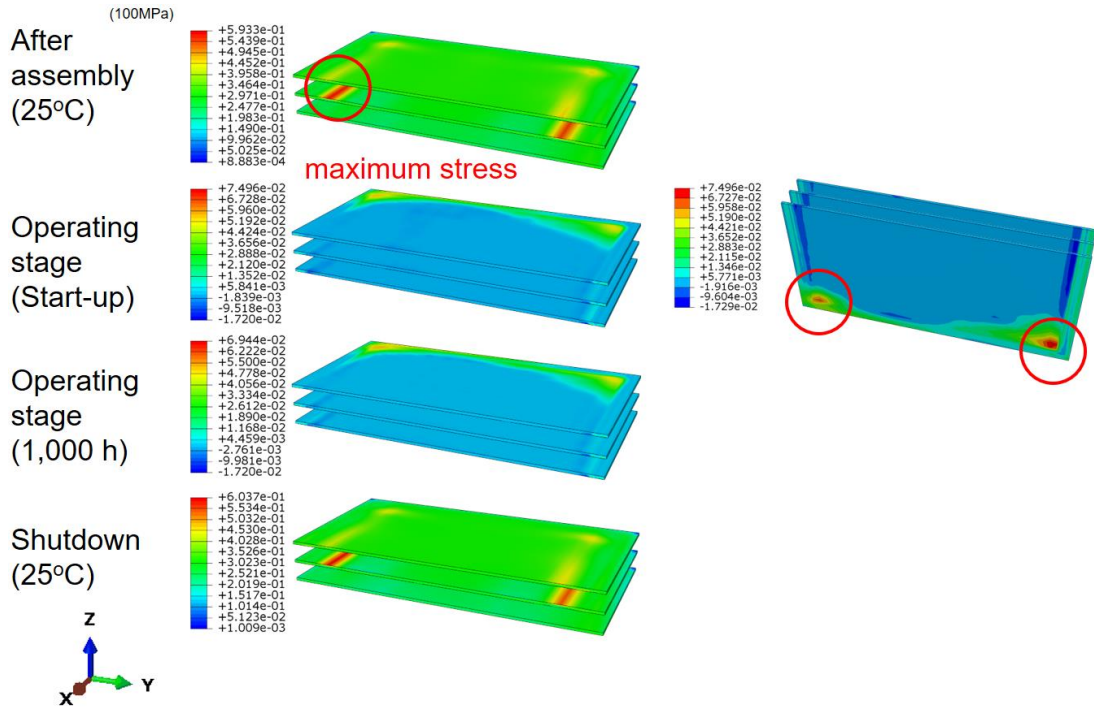 (100MPa)
After
assembly
(25°C)
+5.933e-01
+5.439e-01
+4.945e-01
+4.452e-01
+3.958e-01
+3.464e-01
+2.971e-01
+2.477e-01
+1.983e-01
+1.490e-01
+9.962e-02
+5.025e-02
+8.883e-04
maximum stress
Operating
stage
(Start-up)
+7.496e-02
+6.728e-02
+5.960e-02
+5.192e-02
+4.424e-02
+3.656e-02
+2.888e-02
+2.120e-02
+1.352e-02
+5.841e-03
-1.839e-03
-9.518e-03
-1.720e-02
+7.496e-02
+6.727e-02
+5.958e-02
+5.190e-02
+4.421e-02
+3.652e-02
+2.883e-02
+2.115e-02
+1.346e-02
+5.771e-03
-1.916e-03
-9.604e-03
-1.729e-02
Operating
stage
(1,000 h)
+6.944e-02
+6.222e-02
+5.500e-02
+4.778e-02
+4.056e-02
+3.334e-02
+2.612e-02
+1.890e-02
+1.168e-02
+4.459e-03
-2.761e-03
-9.981e-03
-1.720e-02
Shutdown
(25°C)
+6.037e-01
+5.534e-01
+5.032e-01
+4.530e-01
+4.028e-01
+3.526e-01
+3.023e-01
+2.521e-01
+2.019e-01
+1.517e-01
+1.014e-01
+5.123e-02
+1.009e-03
Z
Y
X